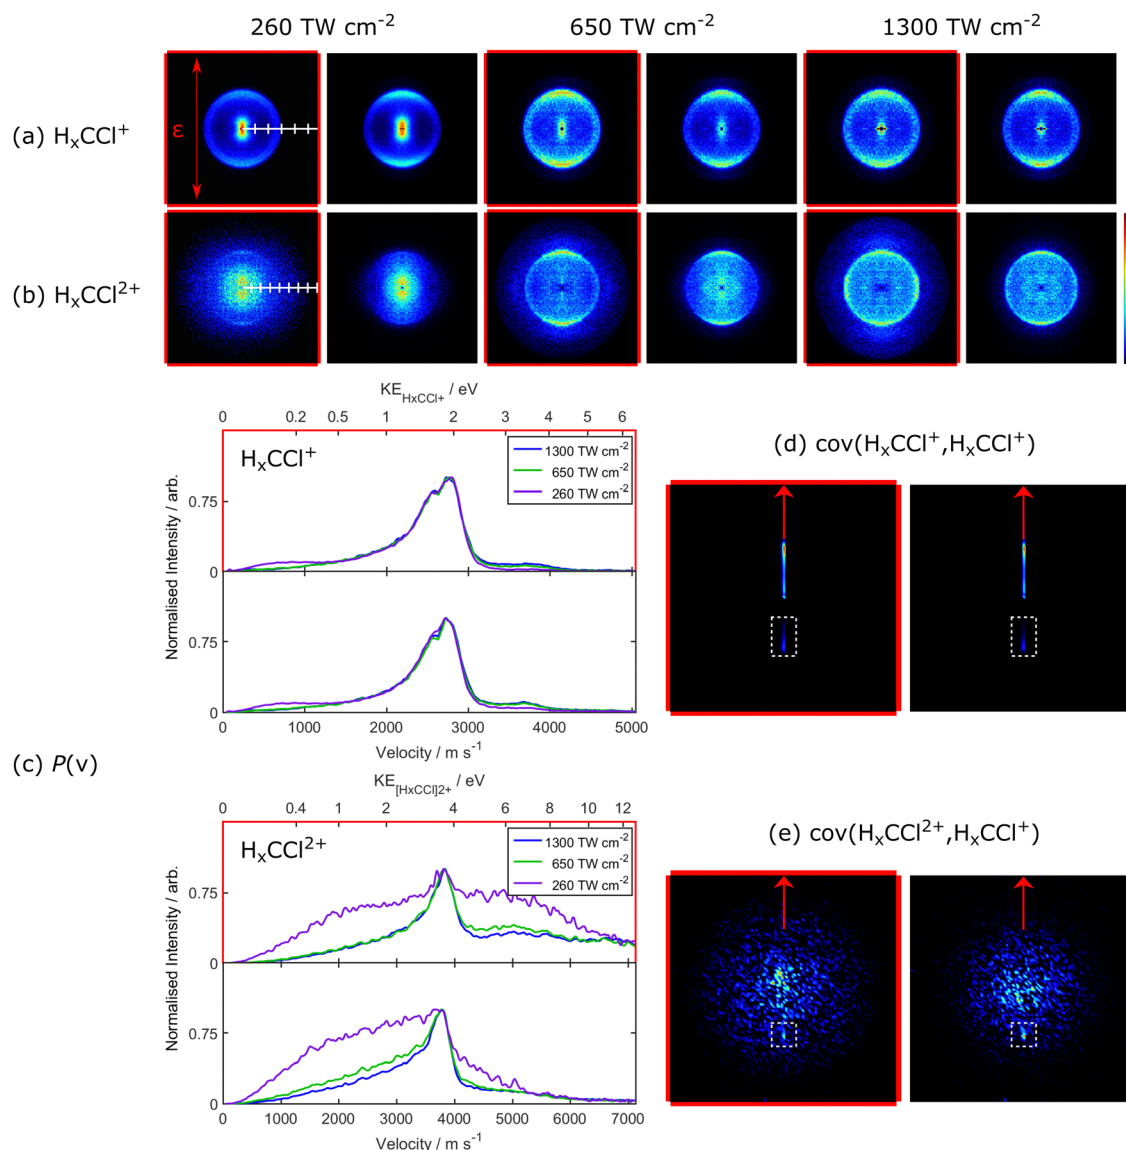 260 TW cm⁻² 650 TW cm⁻² 1300 TW cm⁻²
(a) HₓCCl⁺
ε
(b) HₓCCl²⁺
KE_HxCCl+ / eV
0 0.2 0.5 1 2 3 4 5 6
HₓCCl⁺
1300 TW cm⁻²
650 TW cm⁻²
260 TW cm⁻²
0.75
0
Normalised Intensity / arb.
0.75
0
0 1000 2000 3000 4000 5000
Velocity / m s⁻¹
(d) cov(HₓCCl⁺,HₓCCl⁺)
(c) P(v)
KE_[HxCCl]2+ / eV
0 0.4 1 2 4 6 8 10 12
HₓCCl²⁺
1300 TW cm⁻²
650 TW cm⁻²
260 TW cm⁻²
0.75
0
Normalised Intensity / arb.
0.75
0
0 1000 2000 3000 4000 5000 6000 7000
Velocity / m s⁻¹
(e) cov(HₓCCl²⁺,HₓCCl⁺)